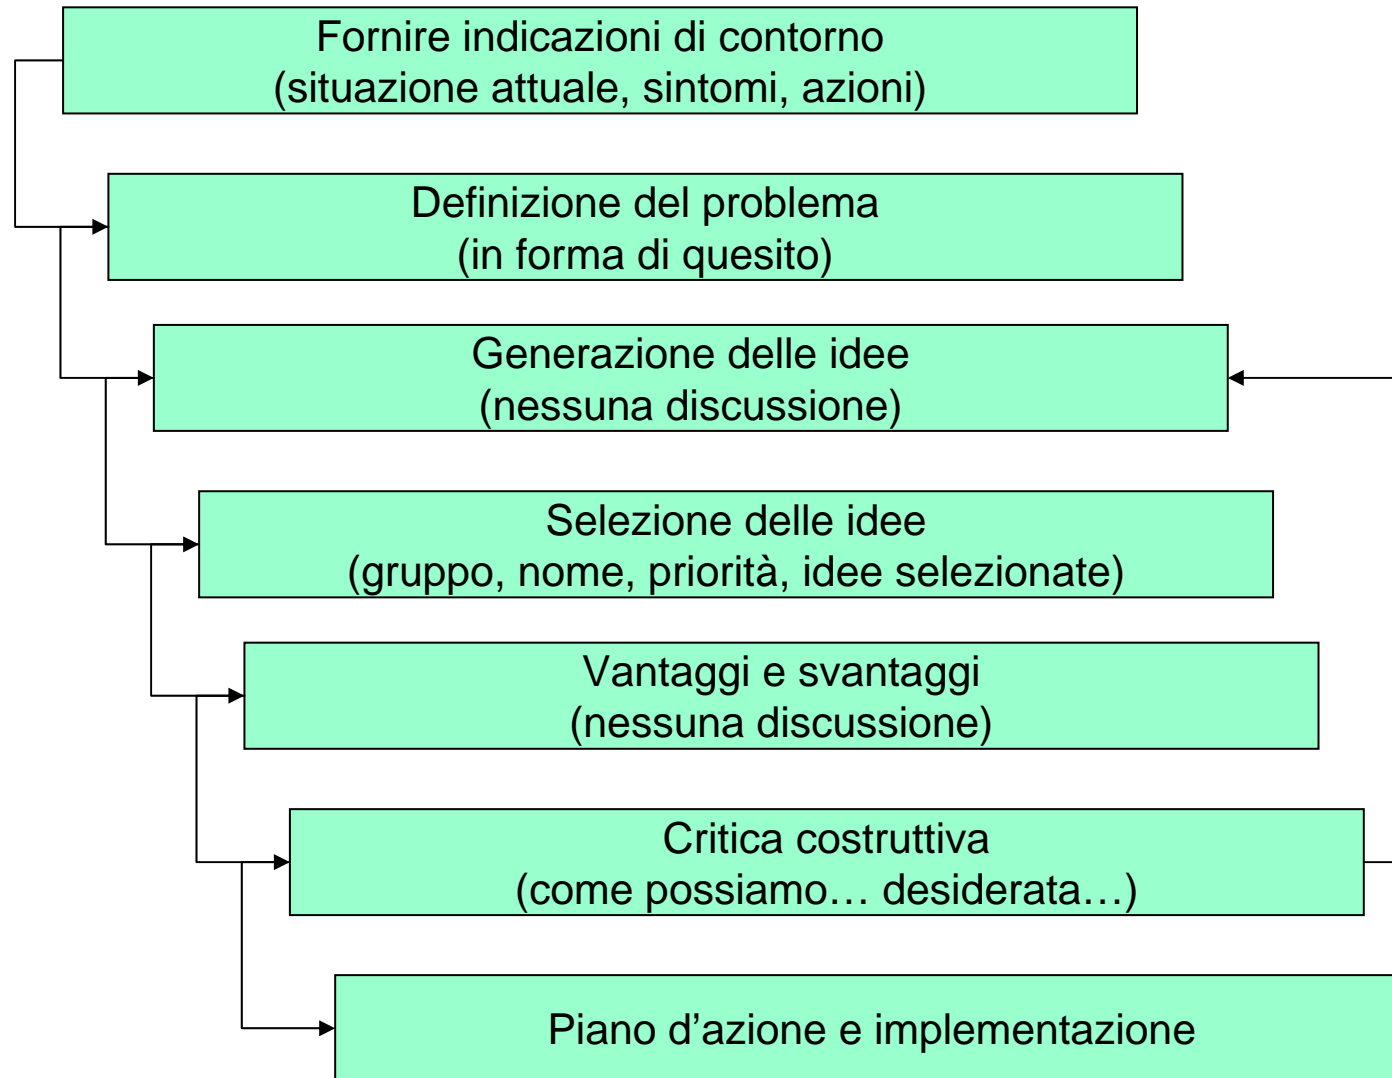 Fornire indicazioni di contorno
(situazione attuale, sintomi, azioni)
Definizione del problema
(in forma di quesito)
Generazione delle idee
(nessuna discussione)
Selezione delle idee
(gruppo, nome, priorità, idee selezionate)
Vantaggi e svantaggi
(nessuna discussione)
Critica costruttiva
(come possiamo… desiderata…)
Piano d’azione e implementazione